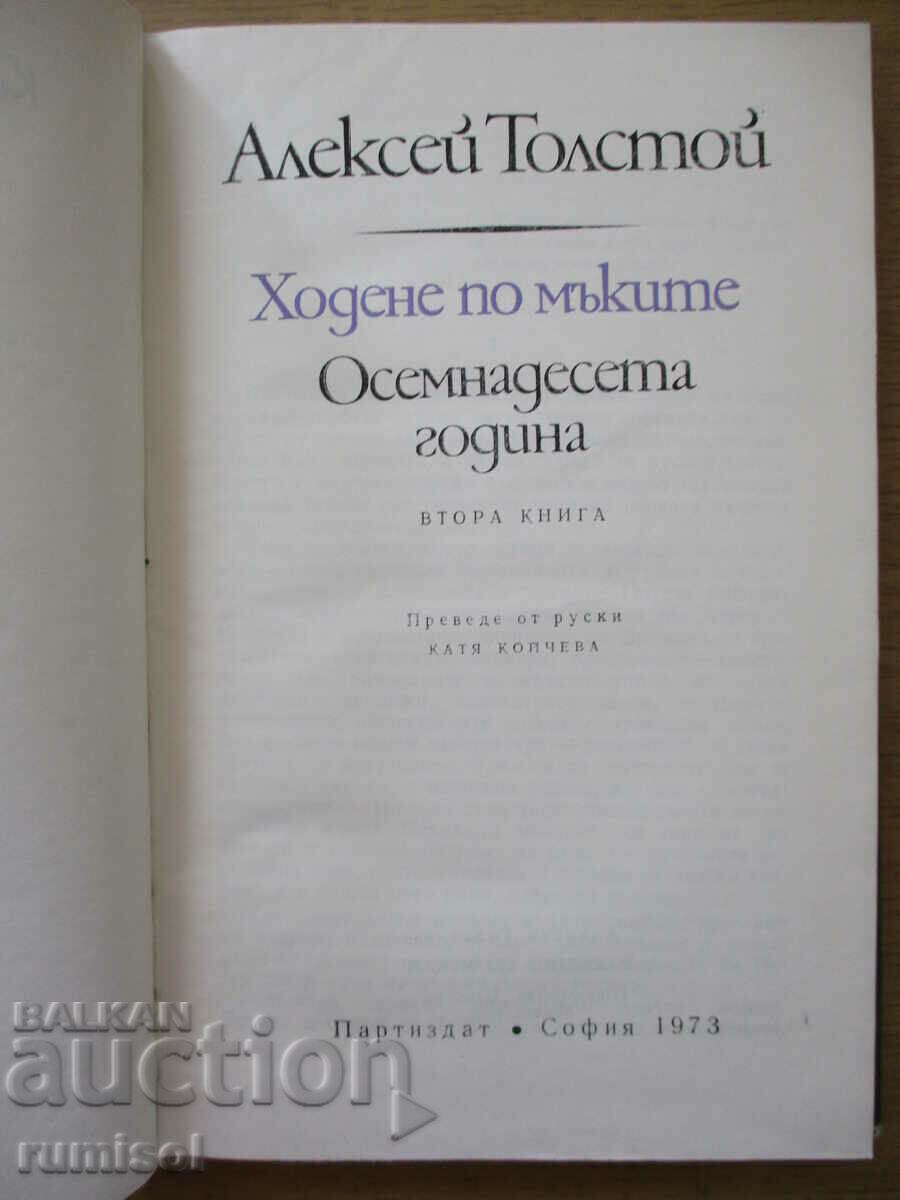 Алексей Толстой
Ходене по мъките
Осемнадесета
година
ВТОРА КНИГА
Преведе от руски
КАТЯ КОЙЧЕВА
Партиздат • София 1973
BALKAN
auction
rumisol